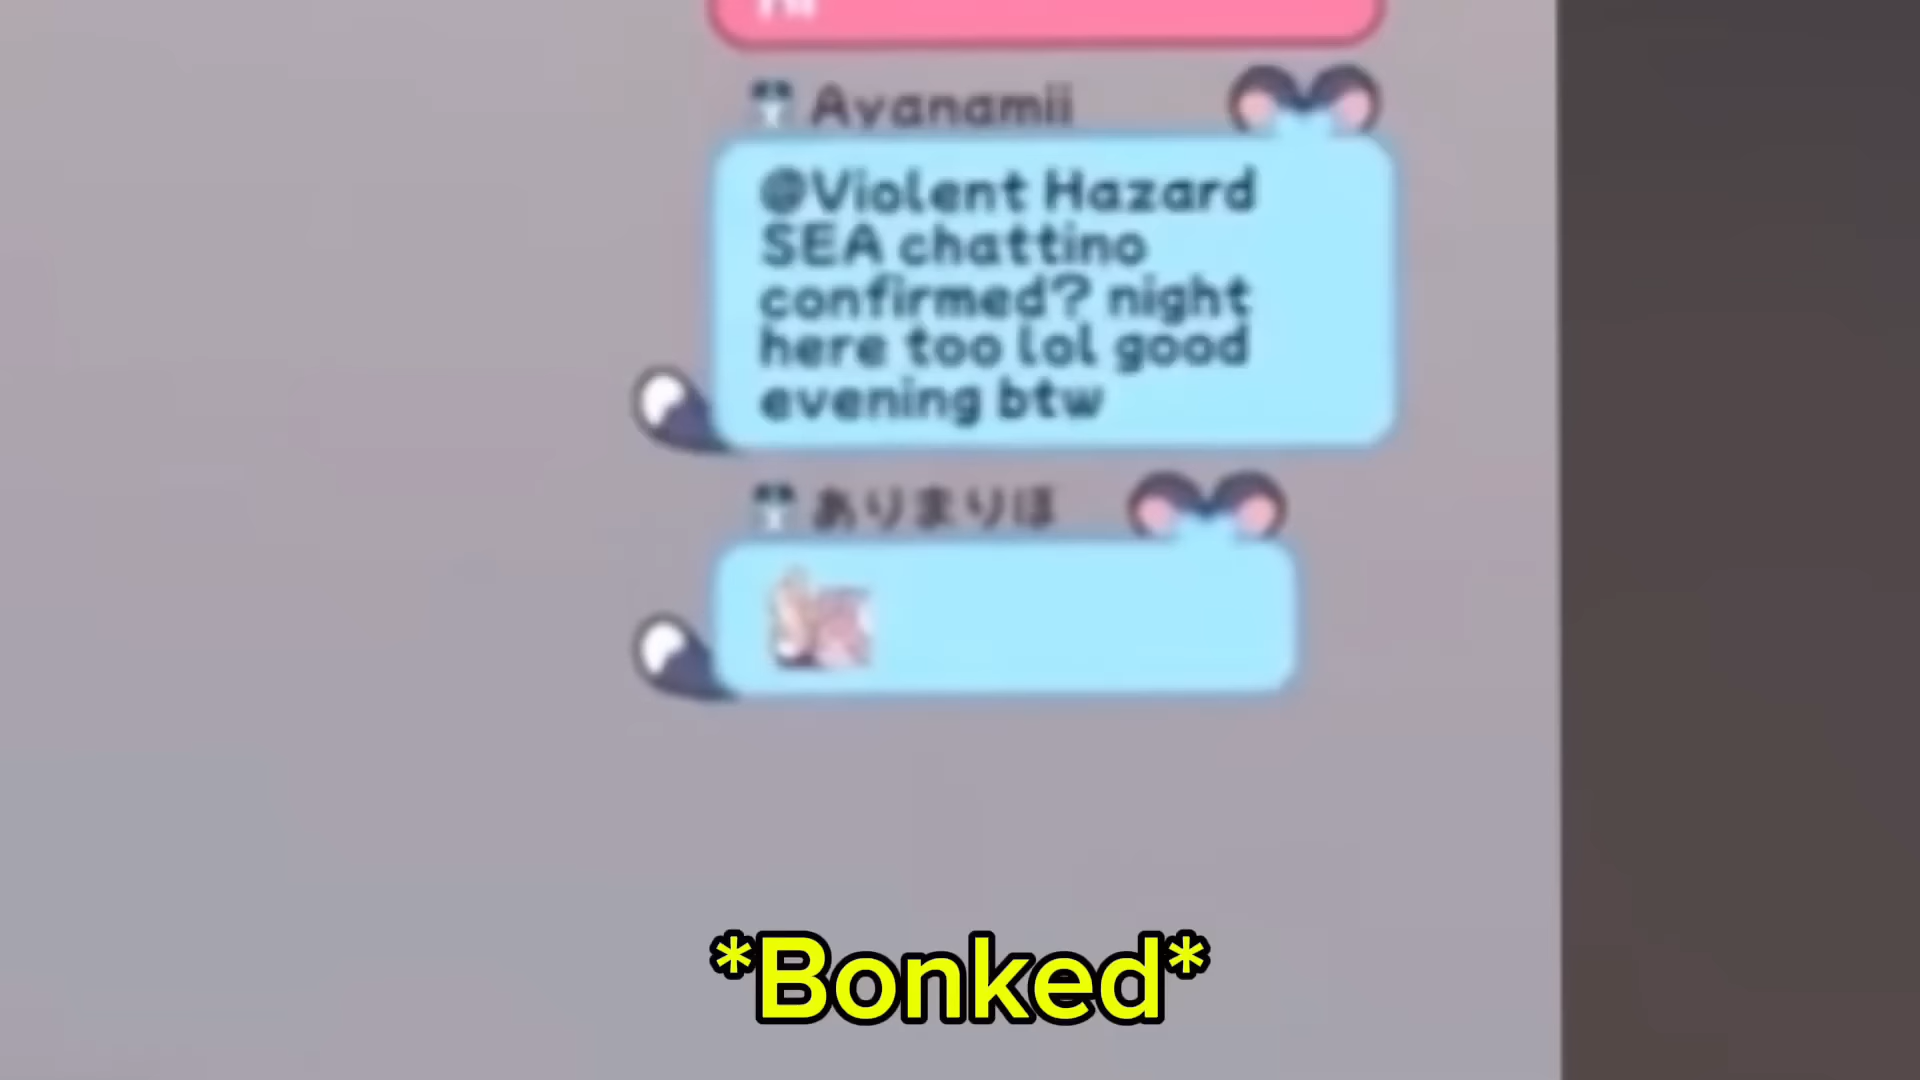 Hi
Ayanamii
@Violent Hazard
SEA chattino
confirmed? night
here too lol good
evening btw
ありまりほ
*Bonked*